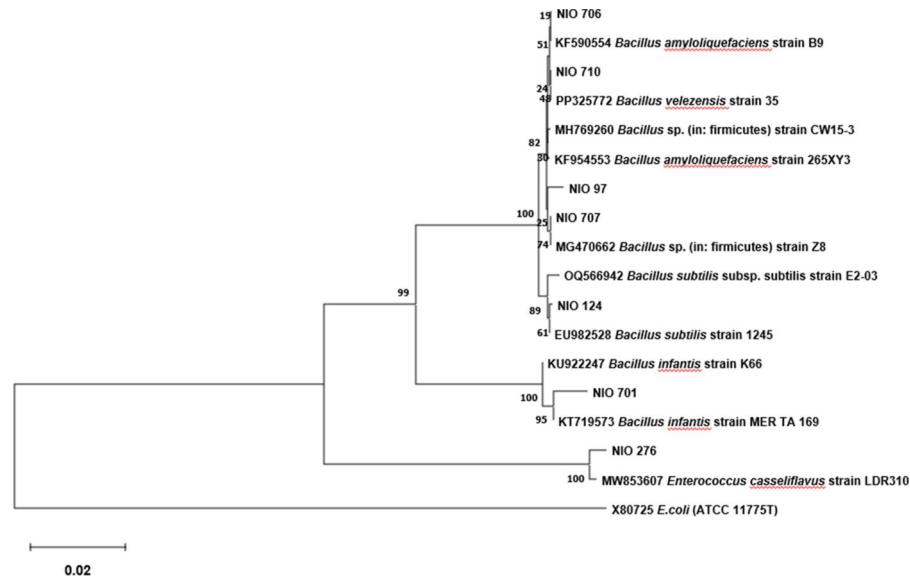 19
NIO 706
51
KF590554 Bacillus amyloliquefaciens strain B9
NIO 710
24
48
PP325772 Bacillus velezensis strain 35
MH769260 Bacillus sp. (in: firmicutes) strain CW15-3
82
30
KF954553 Bacillus amyloliquefaciens strain 265XY3
NIO 97
100
25
NIO 707
74
MG470662 Bacillus sp. (in: firmicutes) strain Z8
OQ566942 Bacillus subtilis subsp. subtilis strain E2-03
99
89
NIO 124
61
EU982528 Bacillus subtilis strain 1245
KU922247 Bacillus infantis strain K66
100
NIO 701
95
KT719573 Bacillus infantis strain MER TA 169
NIO 276
100
MW853607 Enterococcus casseliflavus strain LDR310
X80725 E.coli (ATCC 11775T)
0.02